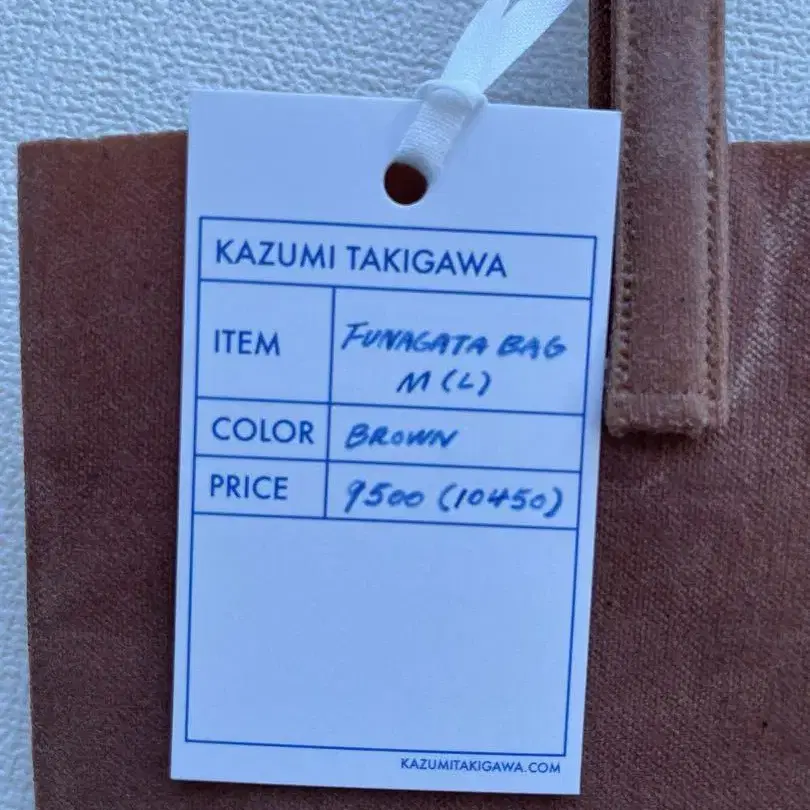 KAZUMI TAKIGAWA
ITEM FUNAGATA BAG
M (L)
COLOR BROWN
PRICE 9500 (10450)
KAZUMITAKIGAWA.COM